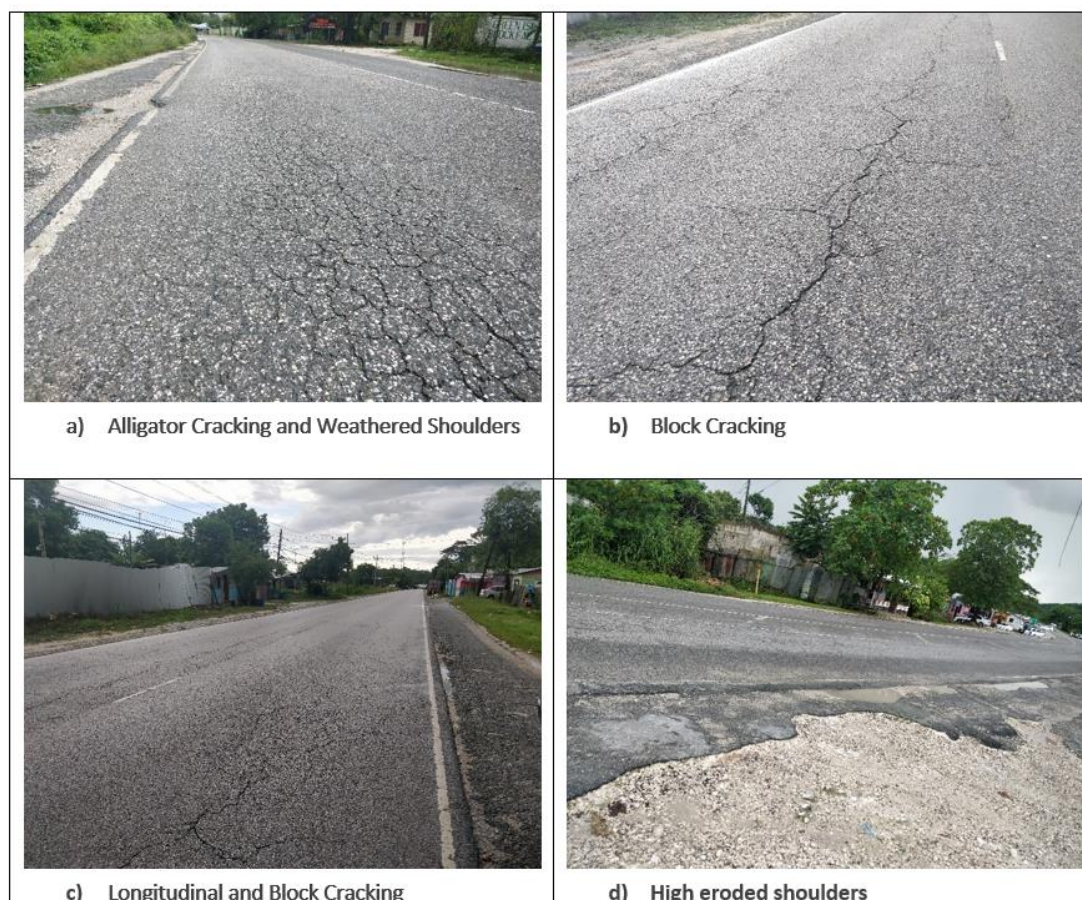 a) Alligator Cracking and Weathered Shoulders
b) Block Cracking
c) Longitudinal and Block Cracking
d) High eroded shoulders